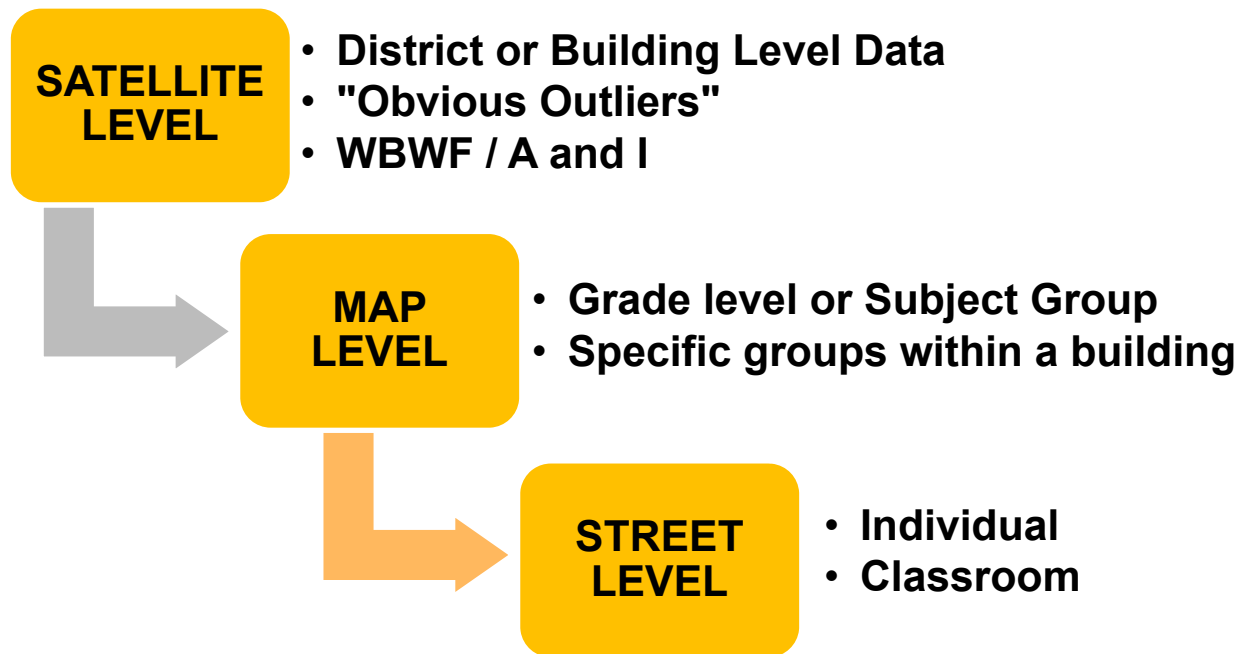 SATELLITE
LEVEL
• District or Building Level Data
• "Obvious Outliers"
• WBWF / A and I
MAP
LEVEL
• Grade level or Subject Group
• Specific groups within a building
STREET
LEVEL
• Individual
• Classroom